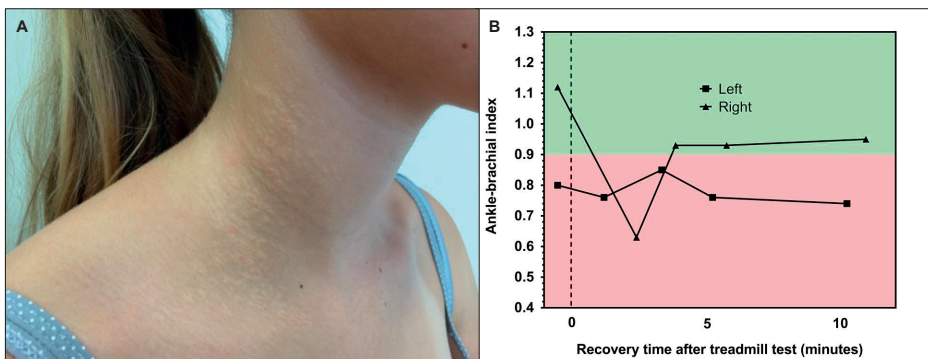 A
B
1.3
1.2
1.1
1.0
0.9
0.8
0.7
0.6
0.5
0.4
Ankle-brachial index
Left
Right
0 5 10
Recovery time after treadmill test (minutes)